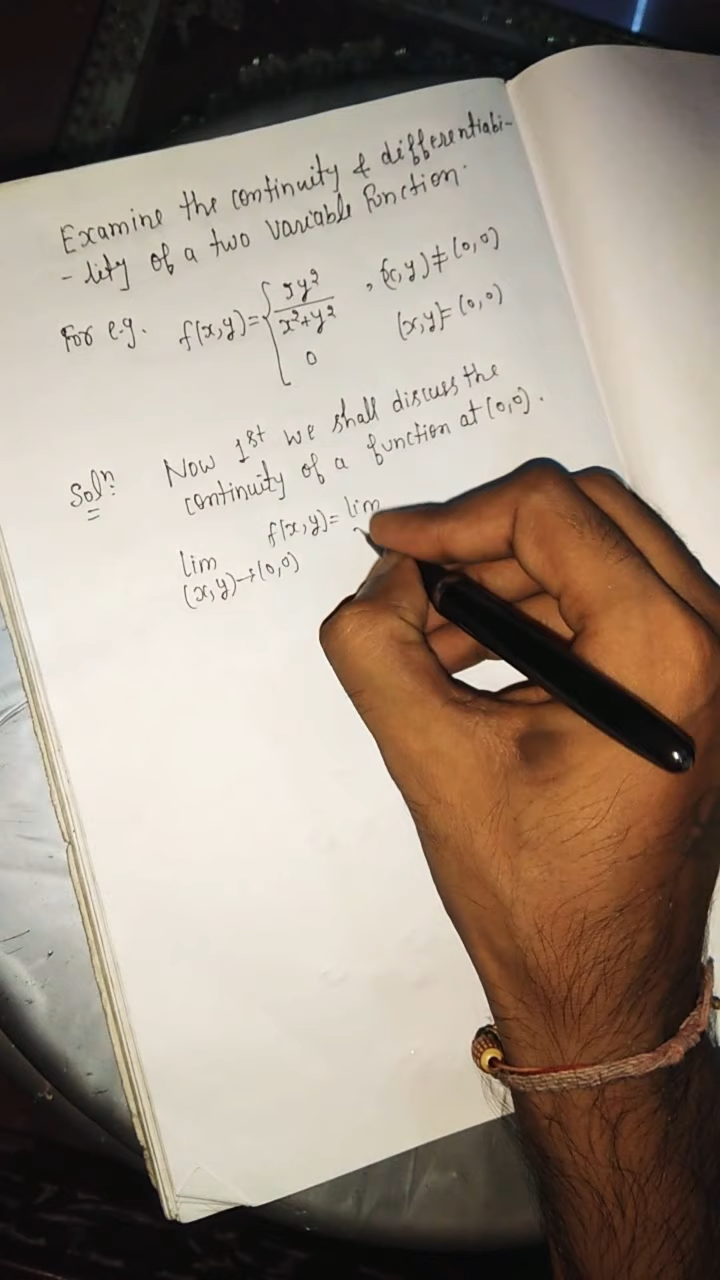 Examine the continuity & differentiabi-
-lity of a two variable function.
For e.g. f(x,y)={ 5y²/x²+y² , (x,y)≠(0,0)
0 (x,y)=(0,0)
Solⁿ: Now 1st we shall discuss the
continuity of a function at (0,0).
lim f(x,y)= lim
(x,y)→(0,0)